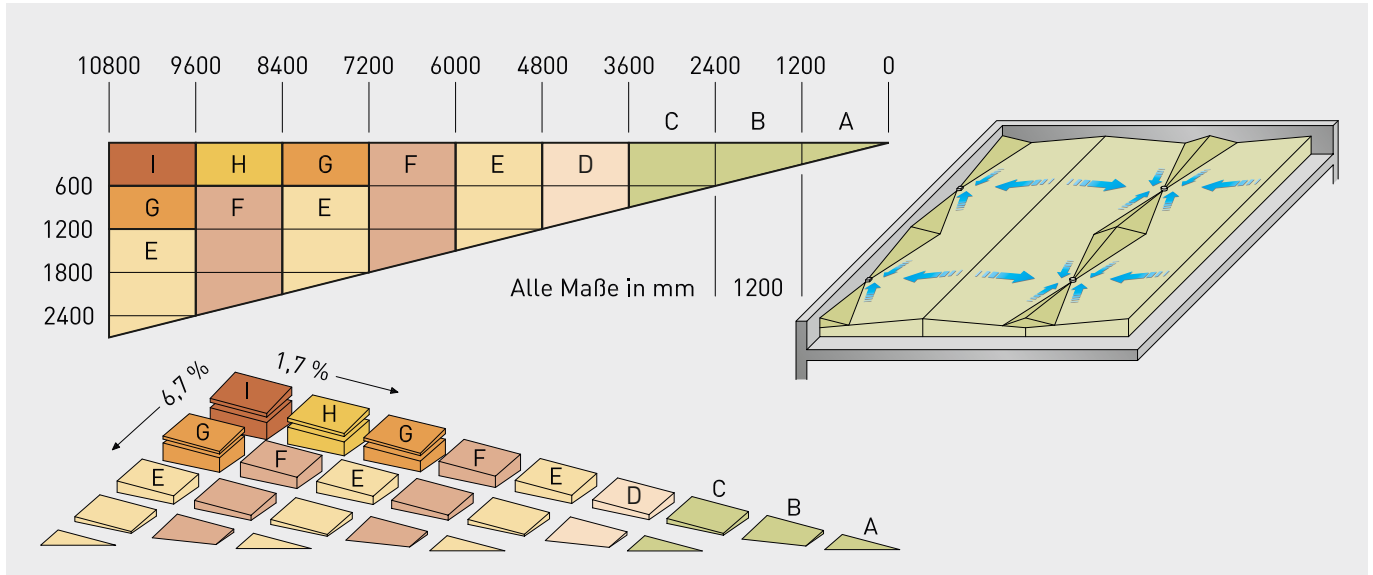 10800 9600 8400 7200 6000 4800 3600 2400 1200 0
C B A
I H G F E D
600
G F E
1200
E
1800
Alle Maße in mm 1200
2400
1,7 %
6,7 %
I
H
G G
F F
E E E
D
C
B
A